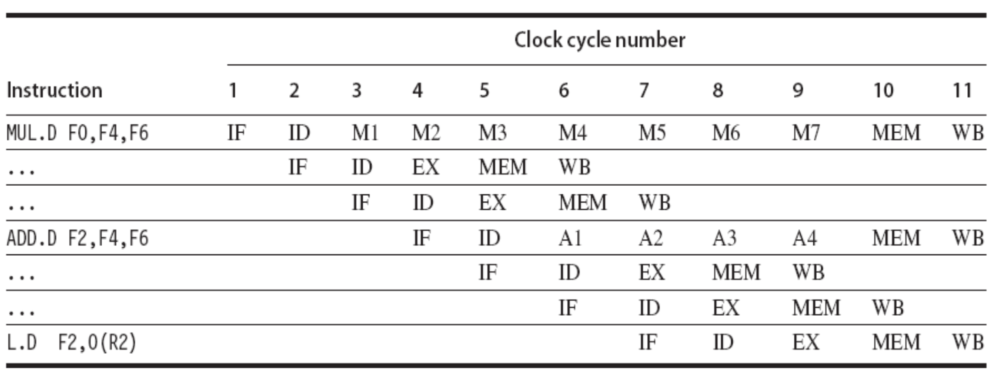 Clock cycle number
Instruction 1 2 3 4 5 6 7 8 9 10 11
MUL.D F0,F4,F6 IF ID M1 M2 M3 M4 M5 M6 M7 MEM WB
... IF ID EX MEM WB
... IF ID EX MEM WB
ADD.D F2,F4,F6 IF ID A1 A2 A3 A4 MEM WB
... IF ID EX MEM WB
... IF ID EX MEM WB
L.D F2,0(R2) IF ID EX MEM WB